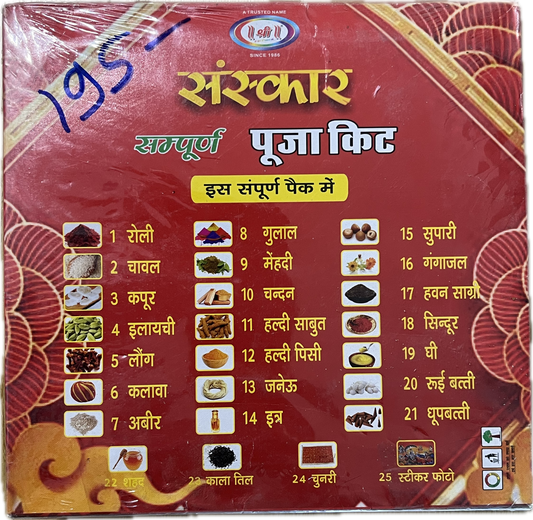 A TRUSTED NAME
॥ श्री ॥
SINCE 1986
195-
संस्कार
सम्पूर्ण पूजा किट
इस संपूर्ण पैक में
1 रोली
2 चावल
3 कपूर
4 इलायची
5 लौंग
6 कलावा
7 अबीर
8 गुलाल
9 मेंहदी
10 चन्दन
11 हल्दी साबुत
12 हल्दी पिसी
13 जनेऊ
14 इत्र
15 सुपारी
16 गंगाजल
17 हवन साग्री
18 सिन्दूर
19 घी
20 रूई बत्ती
21 धूपबत्ती
22 शहद
23 काला तिल
24 चुनरी
25 स्टीकर फोटो